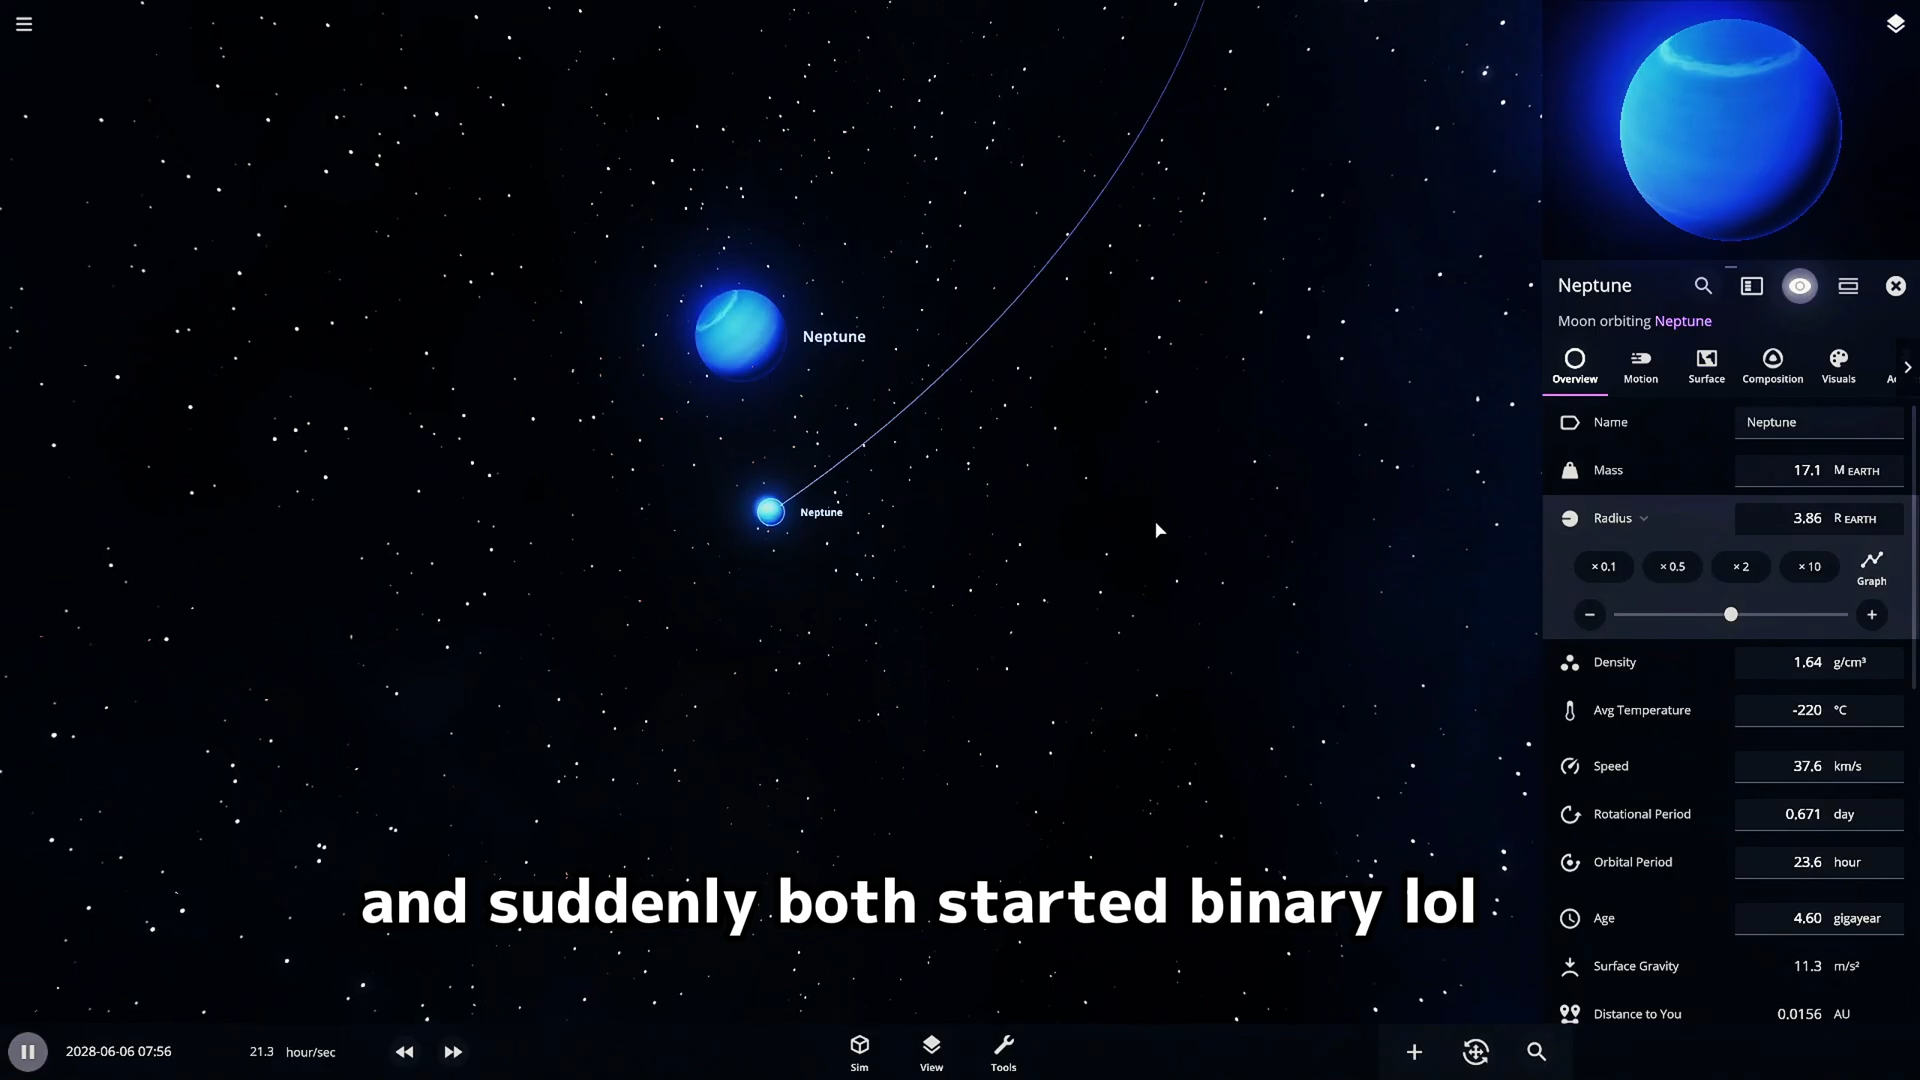 Neptune
Neptune
Neptune
Moon orbiting Neptune
Overview
Motion
Surface
Composition
Visuals
Name
Neptune
Mass
17.1 M EARTH
Radius
3.86 R EARTH
× 0.1
× 0.5
× 2
× 10
Graph
Density
1.64 g/cm³
Avg Temperature
-220 °C
Speed
37.6 km/s
Rotational Period
0.671 day
Orbital Period
23.6 hour
Age
4.60 gigayear
Surface Gravity
11.3 m/s²
Distance to You
0.0156 AU
and suddenly both started binary lol
2028-06-06 07:56
21.3 hour/sec
Sim
View
Tools